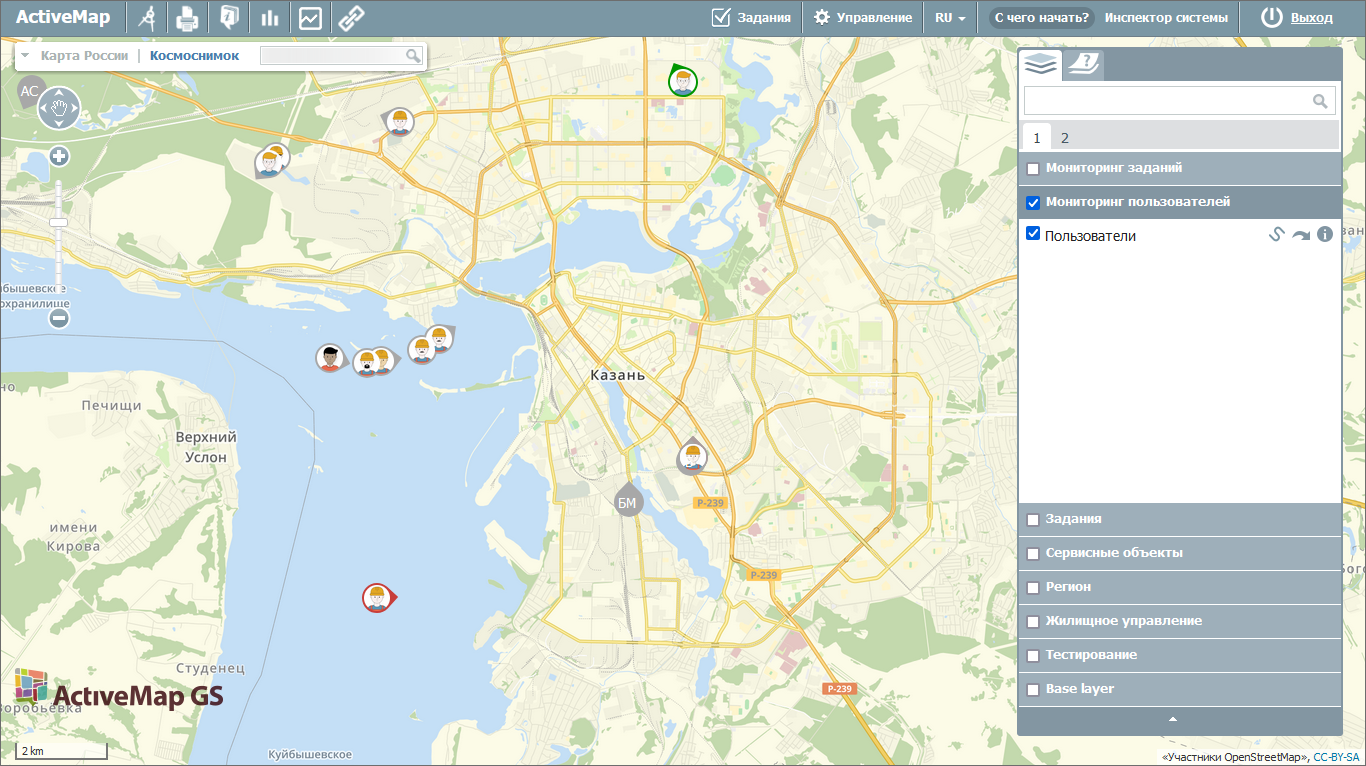 ActiveMap
Задания
Управление
RU
С чего начать?
Инспектор системы
Выход
Карта России | Космоснимок
АС
1
2
Мониторинг заданий
Мониторинг пользователей
Пользователи
Задания
Сервисные объекты
Регион
Жилищное управление
Тестирование
Base layer
Казань
Печищи
Верхний
Услон
БМ
Р-239
имени
Кирова
Р-239
Студенец
Р-239
ActiveMap GS
Куйбышевское
2 km
«Участники OpenStreetMap», CC-BY-SA